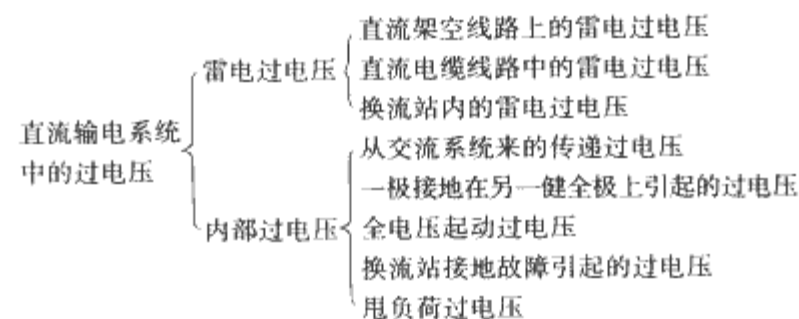 直流输电系统
中的过电压
雷电过电压
直流架空线路上的雷电过电压
直流电缆线路中的雷电过电压
换流站内的雷电过电压
内部过电压
从交流系统来的传递过电压
一极接地在另一健全极上引起的过电压
全电压起动过电压
换流站接地故障引起的过电压
甩负荷过电压